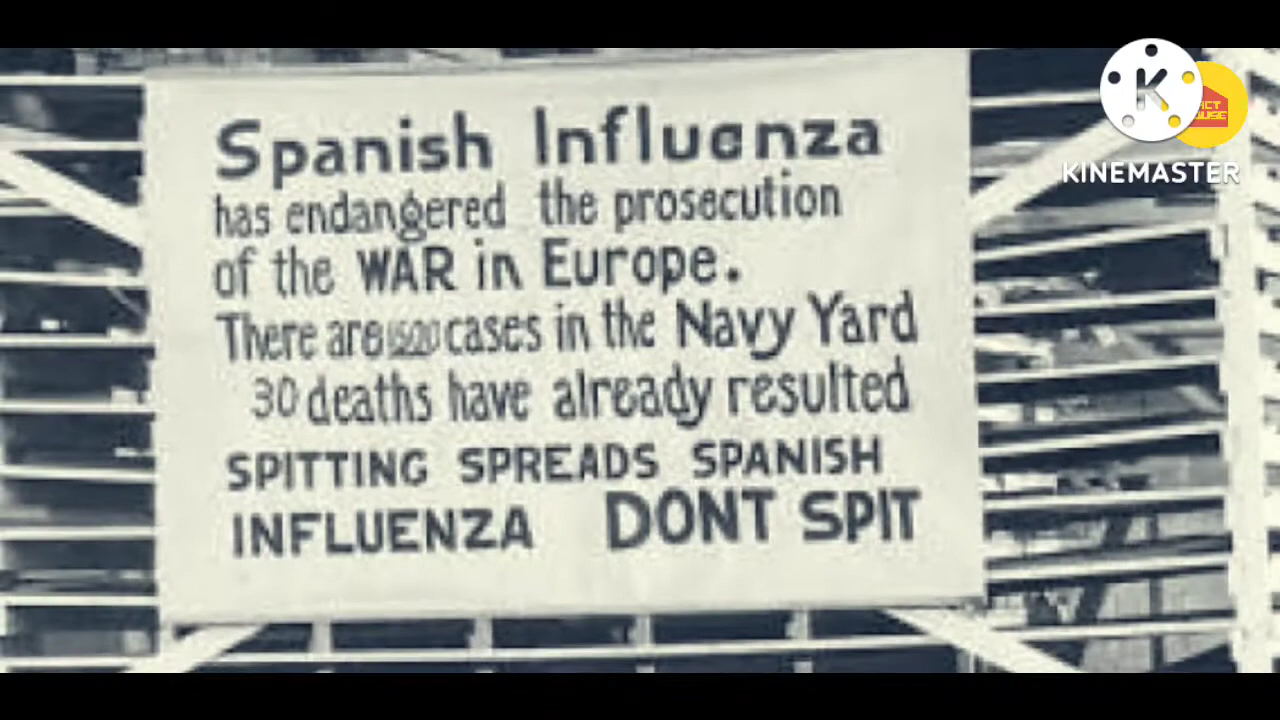 Spanish Influenza
has endangered the prosecution
of the WAR in Europe.
There are 1520 cases in the Navy Yard
30 deaths have already resulted
SPITTING SPREADS SPANISH
INFLUENZA DONT SPIT
K
KINEMASTER